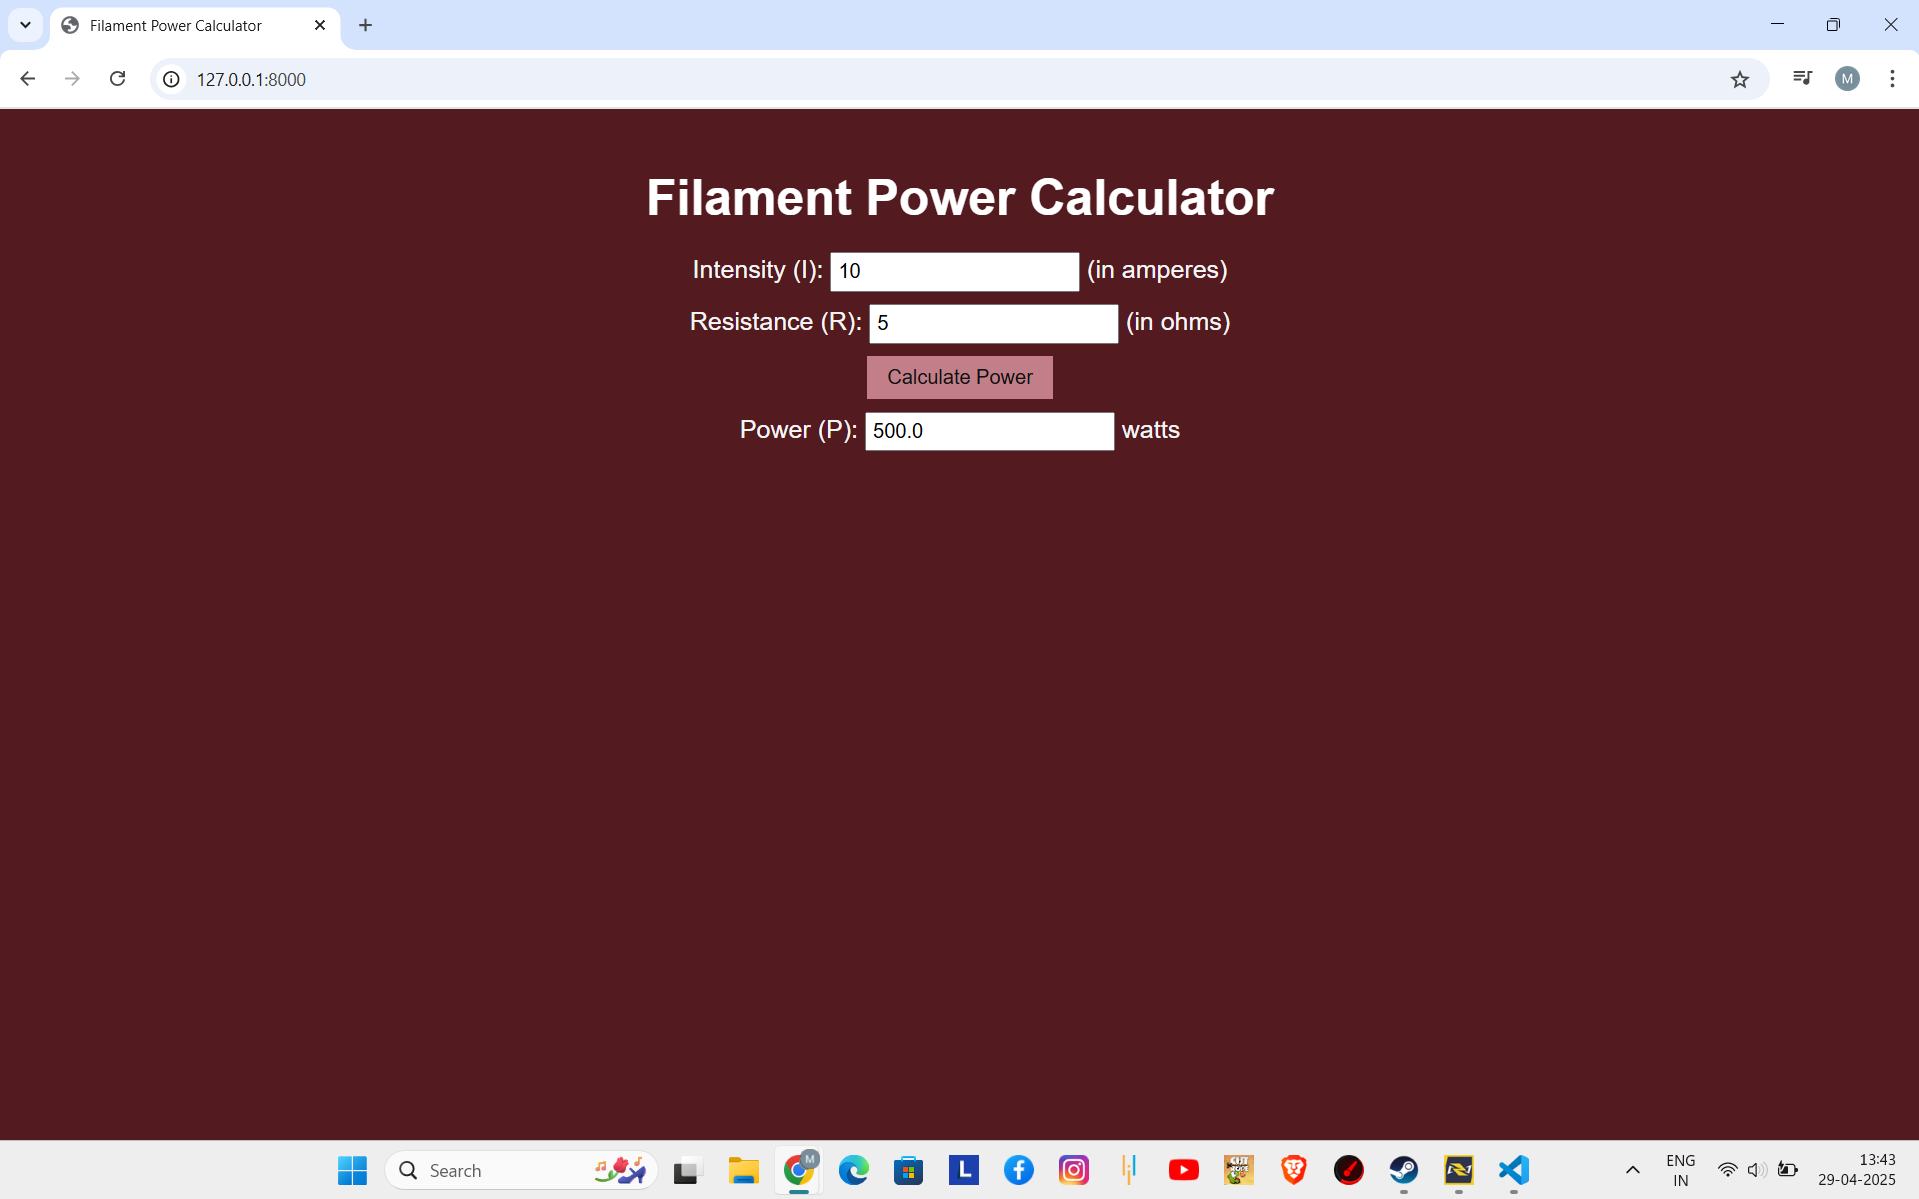 Filament Power Calculator
127.0.0.1:8000
M
Filament Power Calculator
Intensity (I): 10 (in amperes)
Resistance (R): 5 (in ohms)
Calculate Power
Power (P): 500.0 watts
Search
M
L
ENG
IN
13:43
29-04-2025